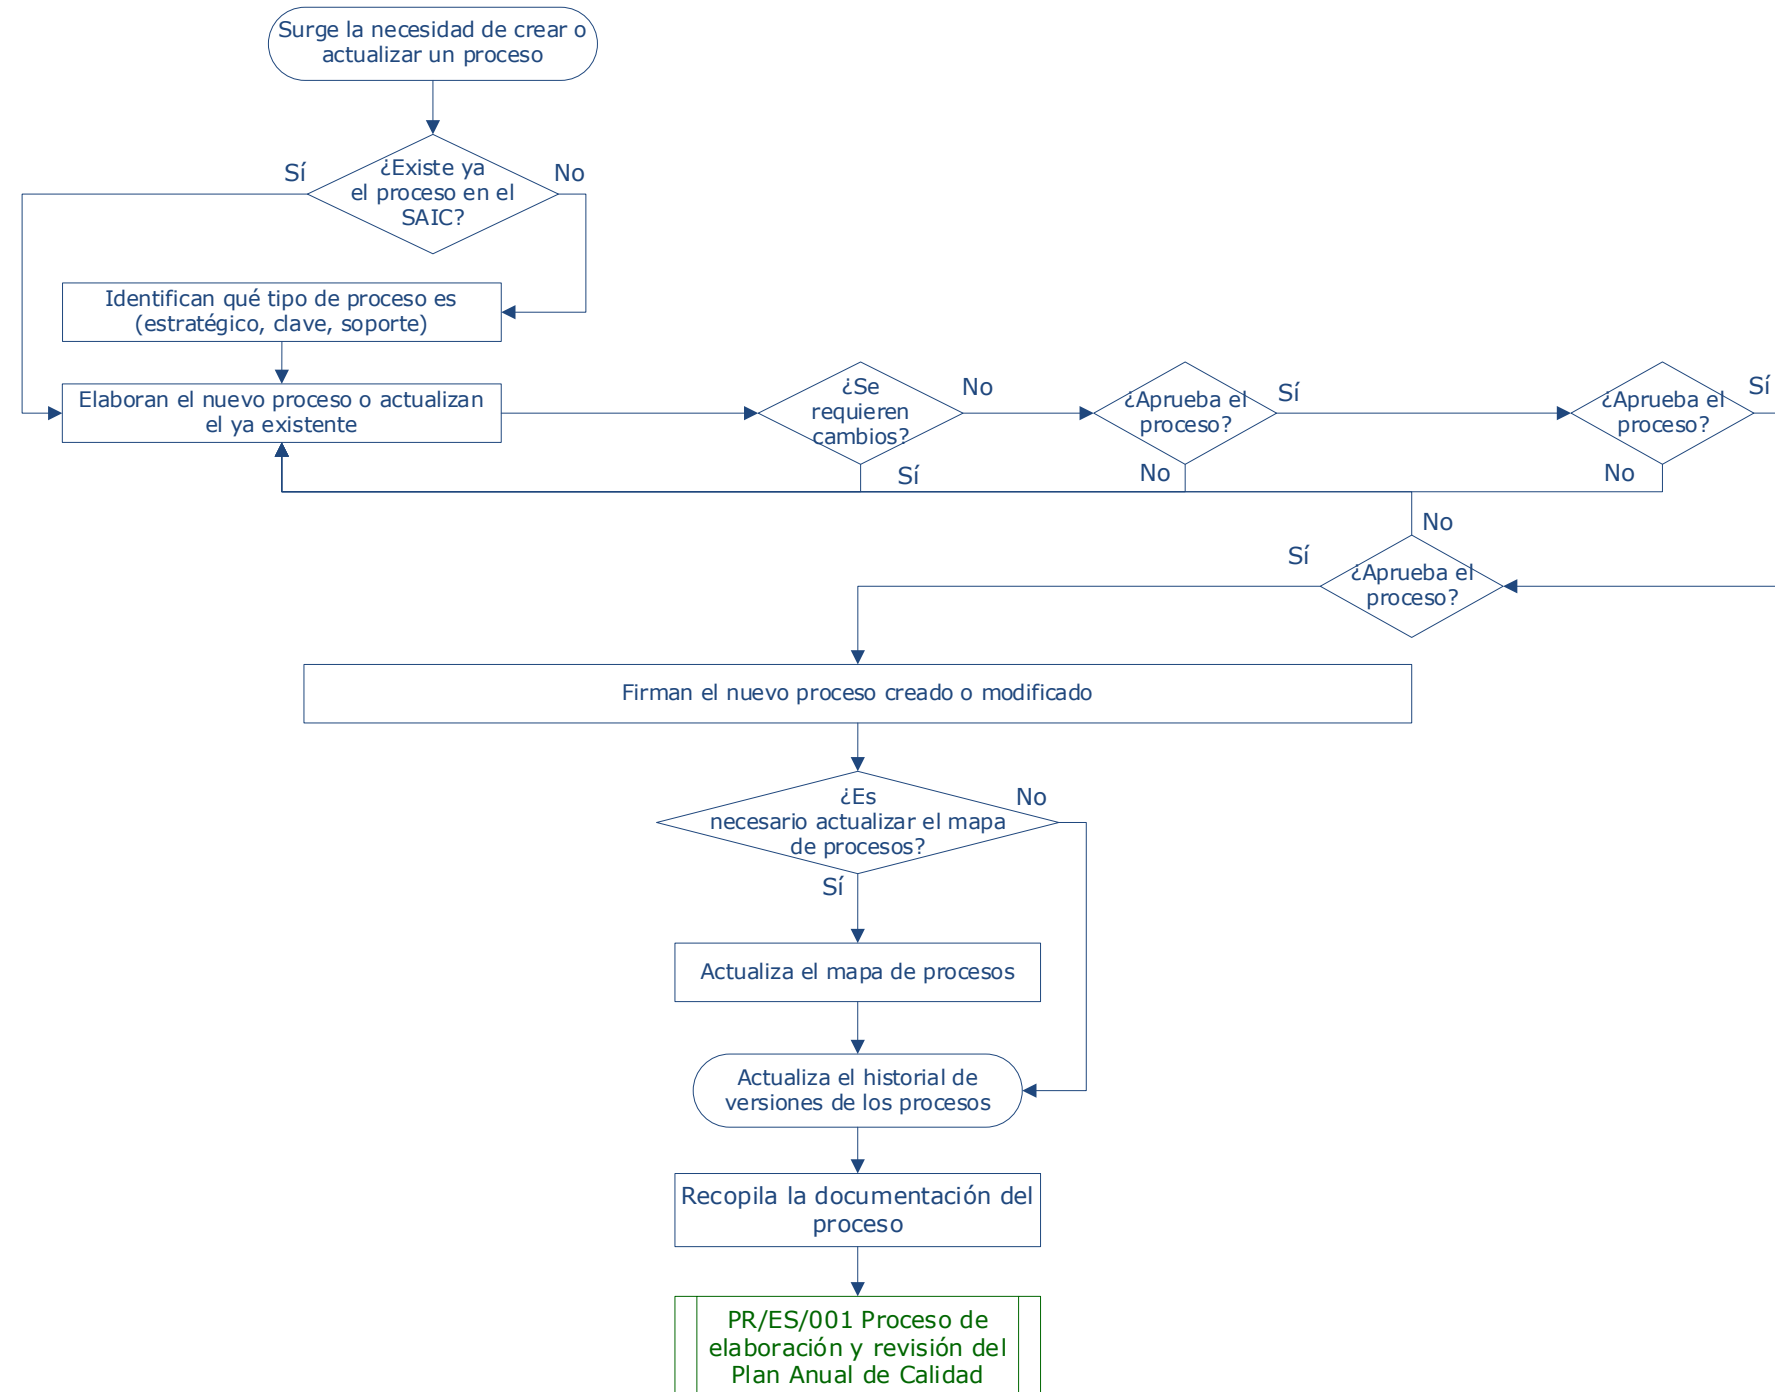 Surge la necesidad de crear o
actualizar un proceso
¿Existe ya
el proceso en el
SAIC?
Sí
No
Identifican qué tipo de proceso es
(estratégico, clave, soporte)
Elaboran el nuevo proceso o actualizan
el ya existente
¿Se
requieren
cambios?
No
Sí
¿Aprueba el
proceso?
Sí
No
¿Aprueba el
proceso?
Sí
No
¿Aprueba el
proceso?
No
Sí
Firman el nuevo proceso creado o modificado
¿Es
necesario actualizar el mapa
de procesos?
No
Sí
Actualiza el mapa de procesos
Actualiza el historial de
versiones de los procesos
Recopila la documentación del
proceso
PR/ES/001 Proceso de
elaboración y revisión del
Plan Anual de Calidad